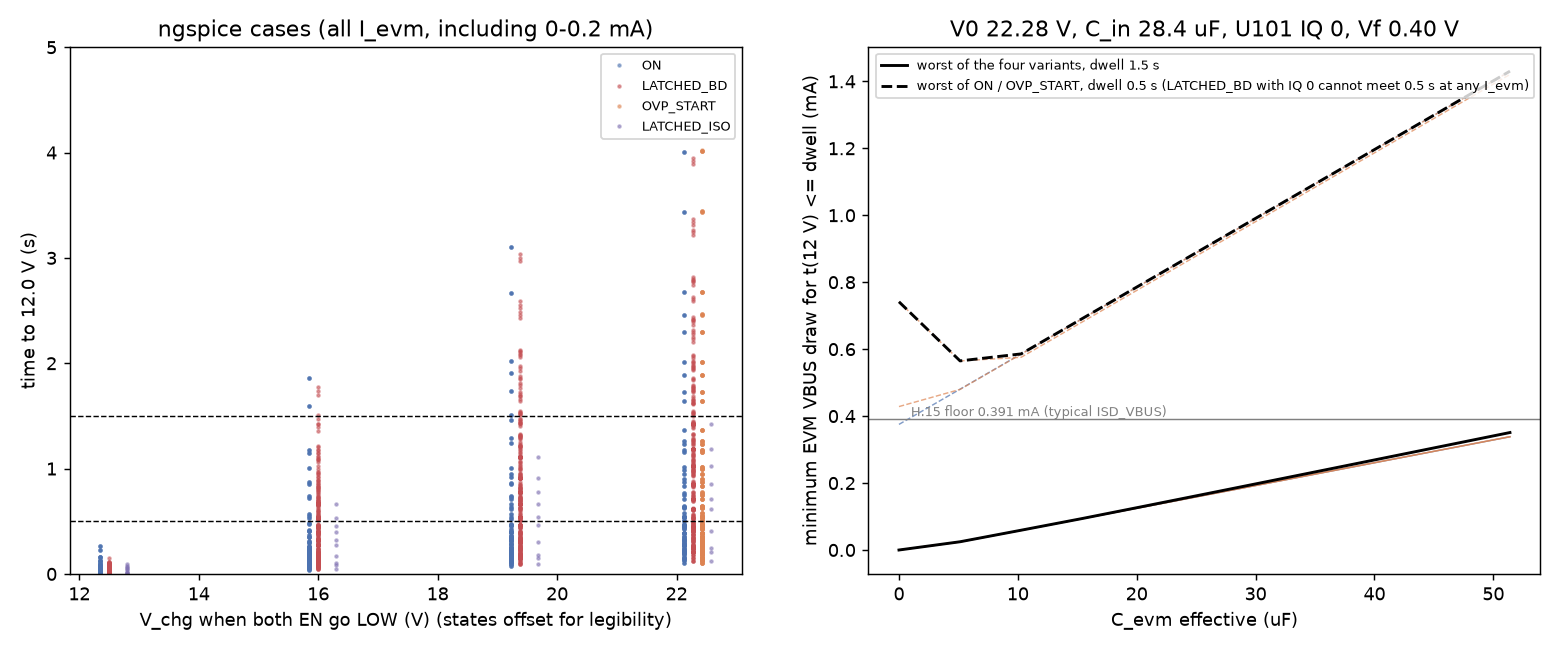 ngspice cases (all I_evm, including 0-0.2 mA)
5
4
3
2
1
0
time to 12.0 V (s)
ON
LATCHED_BD
OVP_START
LATCHED_ISO
12
14
16
18
20
22
V_chg when both EN go LOW (V) (states offset for legibility)
V0 22.28 V, C_in 28.4 uF, U101 IQ 0, Vf 0.40 V
1.4
1.2
1.0
0.8
0.6
0.4
0.2
0.0
minimum EVM VBUS draw for t(12 V) <= dwell (mA)
worst of the four variants, dwell 1.5 s
worst of ON / OVP_START, dwell 0.5 s (LATCHED_BD with IQ 0 cannot meet 0.5 s at any I_evm)
H.15 floor 0.391 mA (typical ISD_VBUS)
0
10
20
30
40
50
C_evm effective (uF)